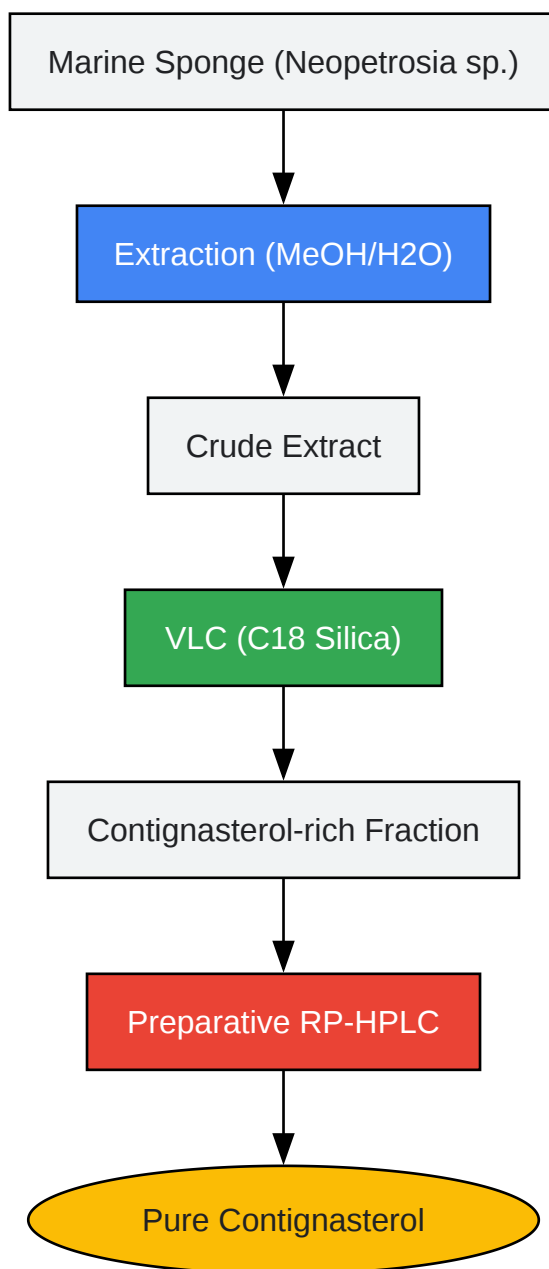 Marine Sponge (Neopetrosia sp.)
Extraction (MeOH/H2O)
Crude Extract
VLC (C18 Silica)
Contignasterol-rich Fraction
Preparative RP-HPLC
Pure Contignasterol